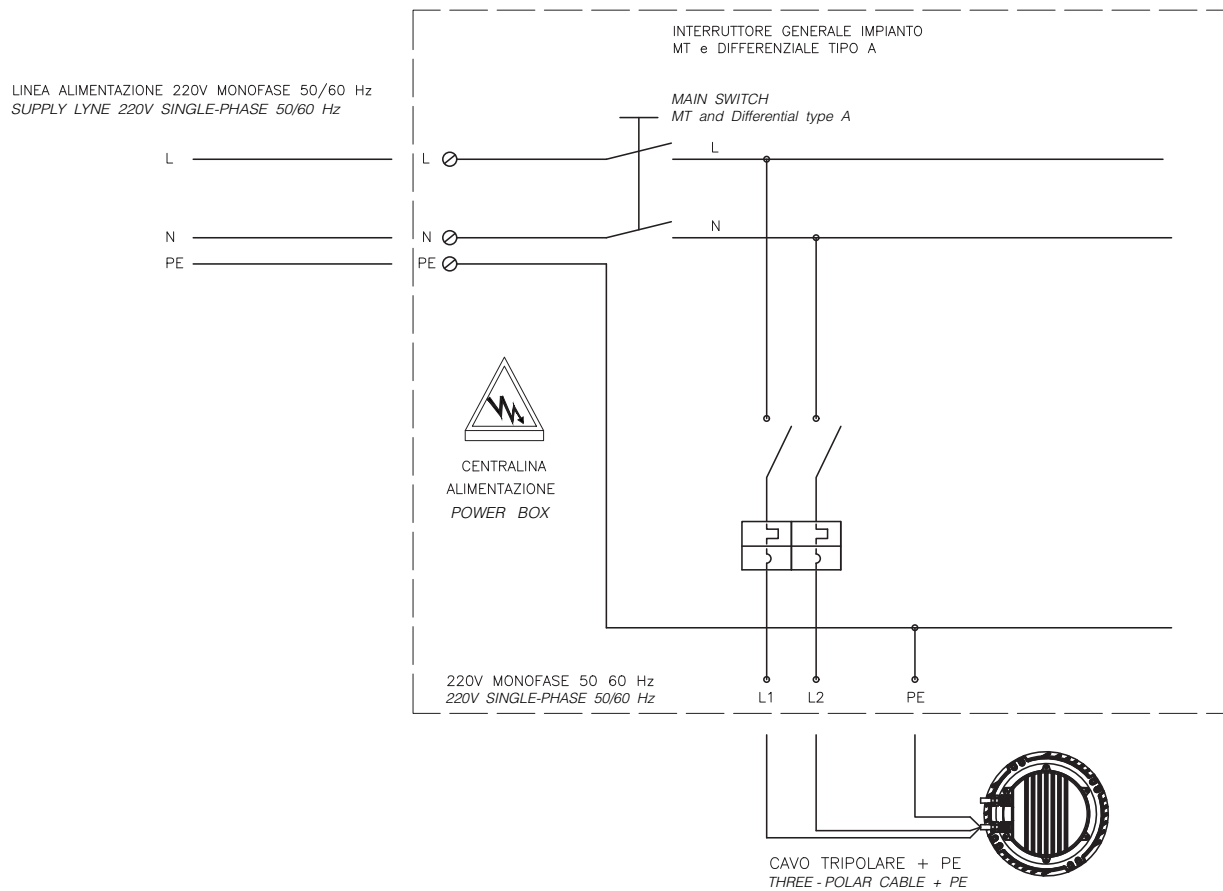 INTERRUTTORE GENERALE IMPIANTO
MT e DIFFERENZIALE TIPO A
LINEA ALIMENTAZIONE 220V MONOFASE 50/60 Hz
SUPPLY LYNE 220V SINGLE-PHASE 50/60 Hz
MAIN SWITCH
MT and Differential type A
L
L
L
N
N
N
PE
PE
CENTRALINA
ALIMENTAZIONE
POWER BOX
220V MONOFASE 50 60 Hz
220V SINGLE-PHASE 50/60 Hz
L1
L2
PE
CAVO TRIPOLARE + PE
THREE - POLAR CABLE + PE